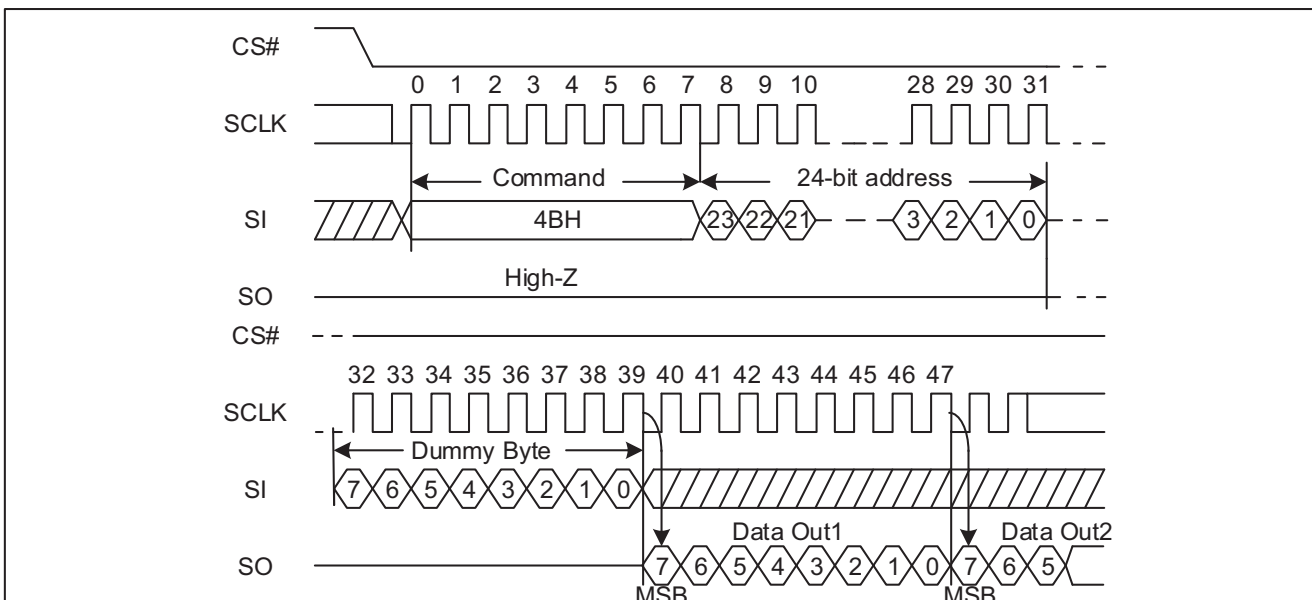 CS#
0 1 2 3 4 5 6 7 8 9 10 28 29 30 31
SCLK
Command 24-bit address
SI 4BH 23 22 21 3 2 1 0
High-Z
SO
CS#
32 33 34 35 36 37 38 39 40 41 42 43 44 45 46 47
SCLK
Dummy Byte
SI 7 6 5 4 3 2 1 0
Data Out1 Data Out2
SO 7 6 5 4 3 2 1 0 7 6 5
MSB MSB